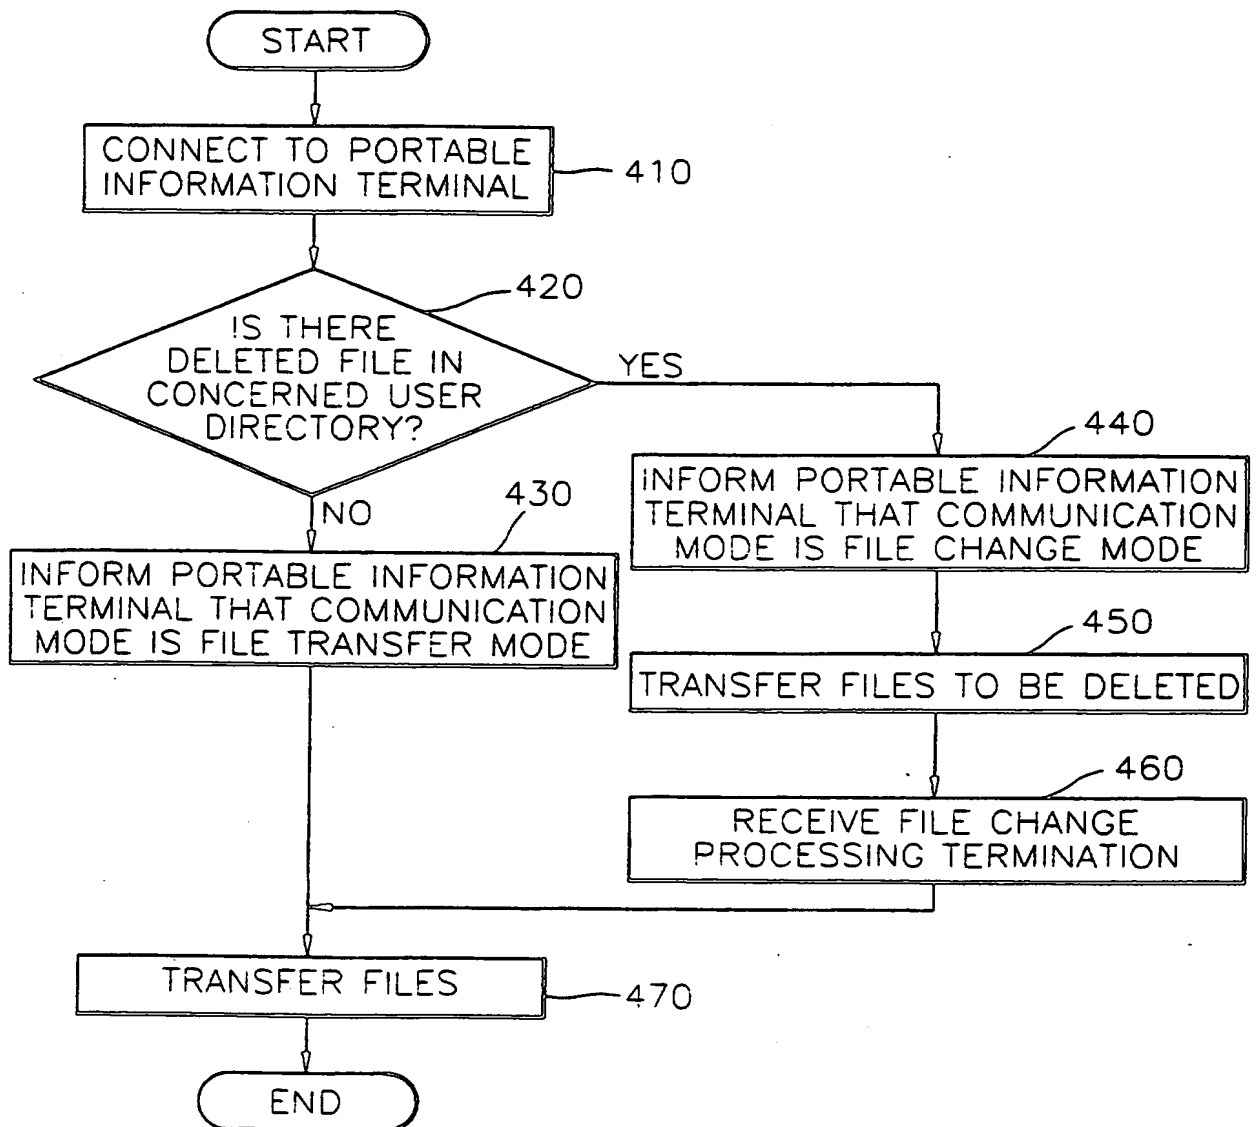 START
CONNECT TO PORTABLE
INFORMATION TERMINAL
410
420
IS THERE
DELETED FILE IN
CONCERNED USER
DIRECTORY?
YES
NO
430
INFORM PORTABLE INFORMATION
TERMINAL THAT COMMUNICATION
MODE IS FILE TRANSFER MODE
440
INFORM PORTABLE INFORMATION
TERMINAL THAT COMMUNICATION
MODE IS FILE CHANGE MODE
450
TRANSFER FILES TO BE DELETED
460
RECEIVE FILE CHANGE
PROCESSING TERMINATION
TRANSFER FILES
470
END